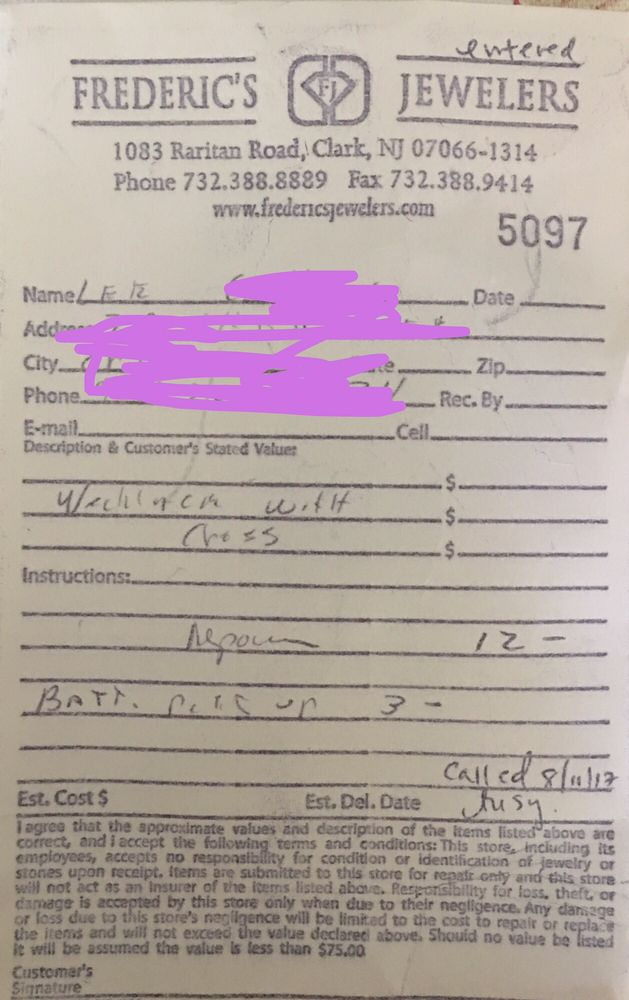 entered
FREDERIC'S FJ JEWELERS
1083 Raritan Road, Clark, NJ 07066-1314
Phone 732.388.8889 Fax 732.388.9414
www.fredericsjewelers.com
5097
Name LEE Date
Address
City Zip
Phone Rec. By
E-mail Cell
Description & Customer's Stated Value:
$
with $
Cross $
Instructions:
12 -
BATT. PICK UP 3 -
Called 8/11/17
Est. Cost $ Est. Del. Date
I agree that the approximate values and description of the items listed above are
correct, and I accept the following terms and conditions: This store, including its
employees, accepts no responsibility for condition or identification of jewelry or
stones upon receipt. Items are submitted to this store for repair only and this store
will not act as an insurer of the items listed above. Responsibility for loss, theft, or
damage is accepted by this store only when due to their negligence. Any damage
or loss due to this store's negligence will be limited to the cost to repair or replace
the items and will not exceed the value declared above. Should no value be listed
it will be assumed the value is less than $75.00
Customer's
Signature